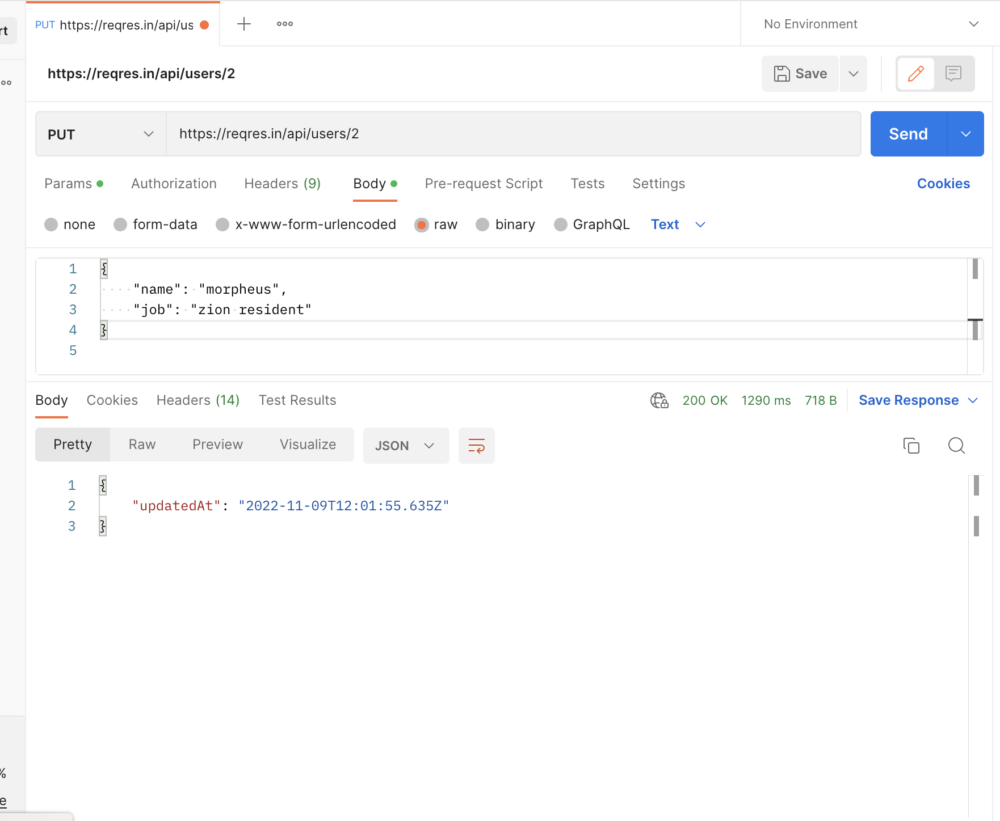 PUT https://reqres.in/api/us
No Environment
rt
https://reqres.in/api/users/2
Save
PUT
https://reqres.in/api/users/2
Send
Params
Authorization
Headers (9)
Body
Pre-request Script
Tests
Settings
Cookies
none
form-data
x-www-form-urlencoded
raw
binary
GraphQL
Text
1 {
2 "name": "morpheus",
3 "job": "zion resident"
4 }
5
Body
Cookies
Headers (14)
Test Results
200 OK
1290 ms
718 B
Save Response
Pretty
Raw
Preview
Visualize
JSON
1 {
2 "updatedAt": "2022-11-09T12:01:55.635Z"
3 }
%
e